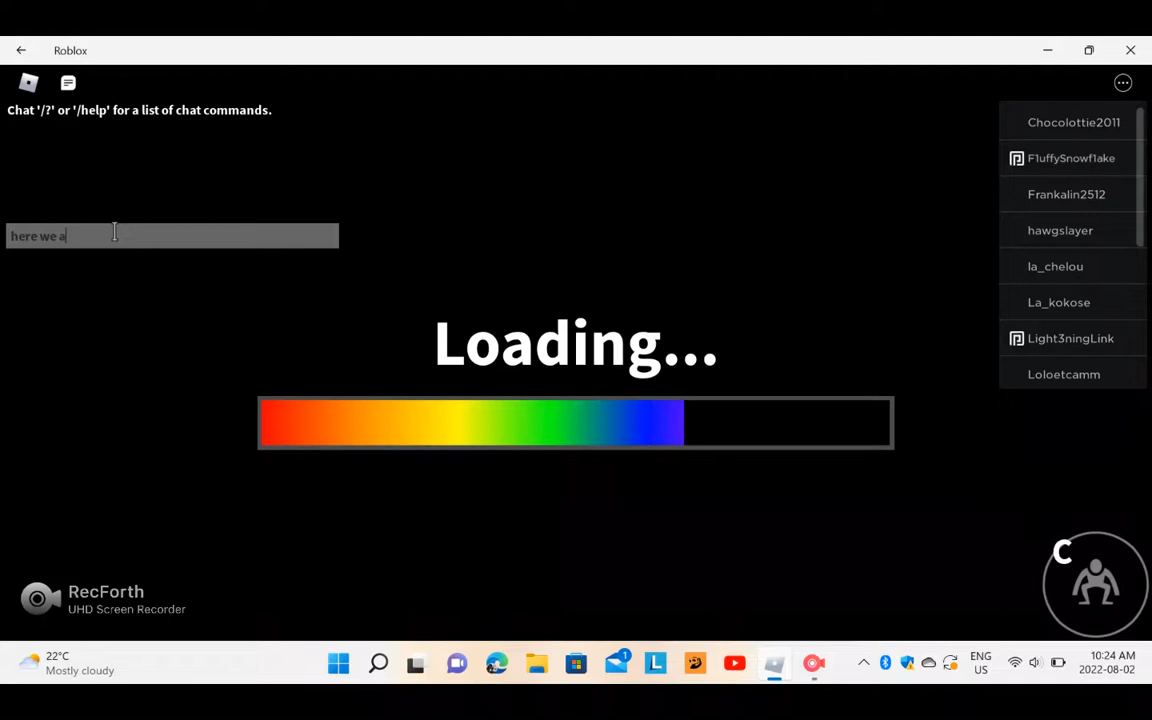 Roblox
Chat '/?' or '/help' for a list of chat commands.
here we a
Chocolottie2011
F1uffySnowf1ake
Frankalin2512
hawgslayer
la_chelou
La_kokose
Light3ningLink
Loloetcamm
Loading...
C
RecForth
UHD Screen Recorder
22°C
Mostly cloudy
1
L
ENG
US
10:24 AM
2022-08-02